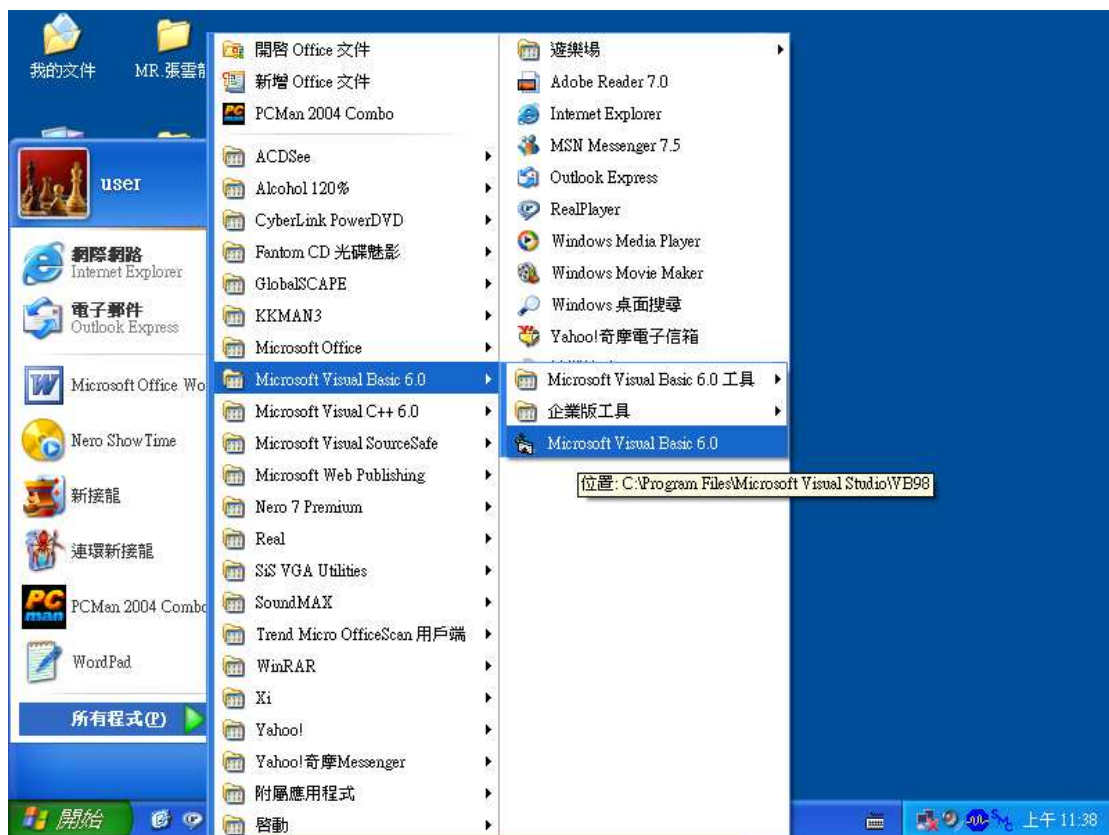 我的文件
MR.張雲
user
網際網路
Internet Explorer
電子郵件
Outlook Express
Microsoft Office Wo
Nero ShowTime
新接龍
連環新接龍
PC
man
PCMan 2004 Combo
WordPad
所有程式(P)
開始
開啓 Office 文件
新增 Office 文件
PCMan 2004 Combo
ACDSee
Alcohol 120%
CyberLink PowerDVD
Fantom CD 光碟魅影
GlobalSCAPE
KKMAN3
Microsoft Office
Microsoft Visual Basic 6.0
Microsoft Visual C++ 6.0
Microsoft Visual SourceSafe
Microsoft Web Publishing
Nero 7 Premium
Real
SiS VGA Utilities
SoundMAX
Trend Micro OfficeScan 用戶端
WinRAR
Xi
Yahoo!
Yahoo!奇摩Messenger
附屬應用程式
啓動
遊樂場
Adobe Reader 7.0
Internet Explorer
MSN Messenger 7.5
Outlook Express
RealPlayer
Windows Media Player
Windows Movie Maker
Windows 桌面搜尋
Yahoo!奇摩電子信箱
Microsoft Visual Basic 6.0 工具
企業版工具
Microsoft Visual Basic 6.0
位置: C:\Program Files\Microsoft Visual Studio\VB98
上午 11:38